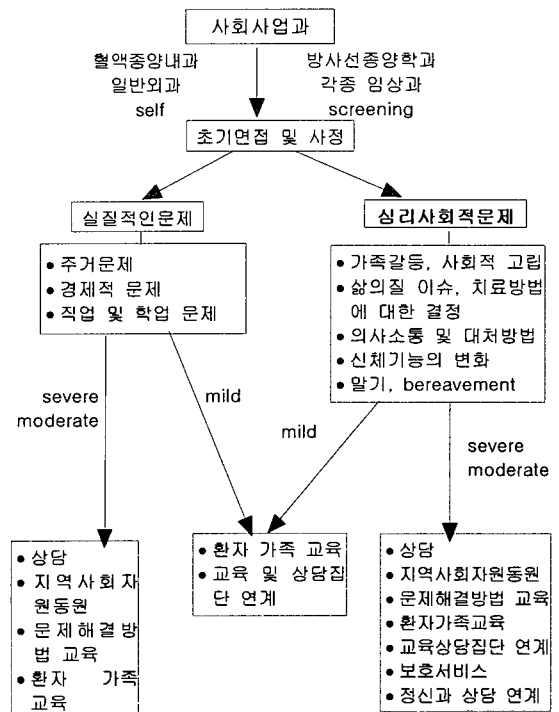 사회사업과
혈액종양내과
일반외과
self
방사선종양학과
각종 임상과
screening
초기면접 및 사정
실질적인문제
심리사회적문제
• 주거문제
• 경제적 문제
• 직업 및 학업 문제
• 가족갈등, 사회적 고립
• 삶의질 이슈, 치료방법
에 대한 결정
• 의사소통 및 대처방법
• 신체기능의 변화
• 말기, bereavement
severe
moderate
mild
mild
severe
moderate
• 상담
• 지역사회자
원동원
• 문제해결방
법 교육
• 환자 가족
교육
• 환자 가족 교육
• 교육 및 상담집
단 연계
• 상담
• 지역사회자원동원
• 문제해결방법 교육
• 환자가족교육
• 교육상담집단 연계
• 보호서비스
• 정신과 상담 연계